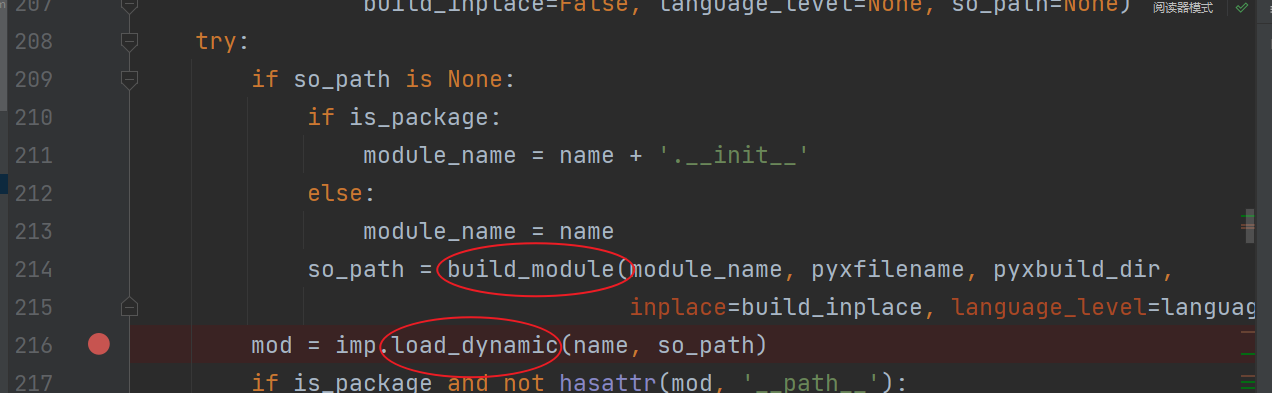 207 build_inplace=False, language_level=None, so_path=None) 阅读器模式
208 try:
209 if so_path is None:
210 if is_package:
211 module_name = name + '.__init__'
212 else:
213 module_name = name
214 so_path = build_module(module_name, pyxfilename, pyxbuild_dir,
215 inplace=build_inplace, language_level=languag
216 mod = imp.load_dynamic(name, so_path)
217 if is_package and not hasattr(mod, '__path__'):